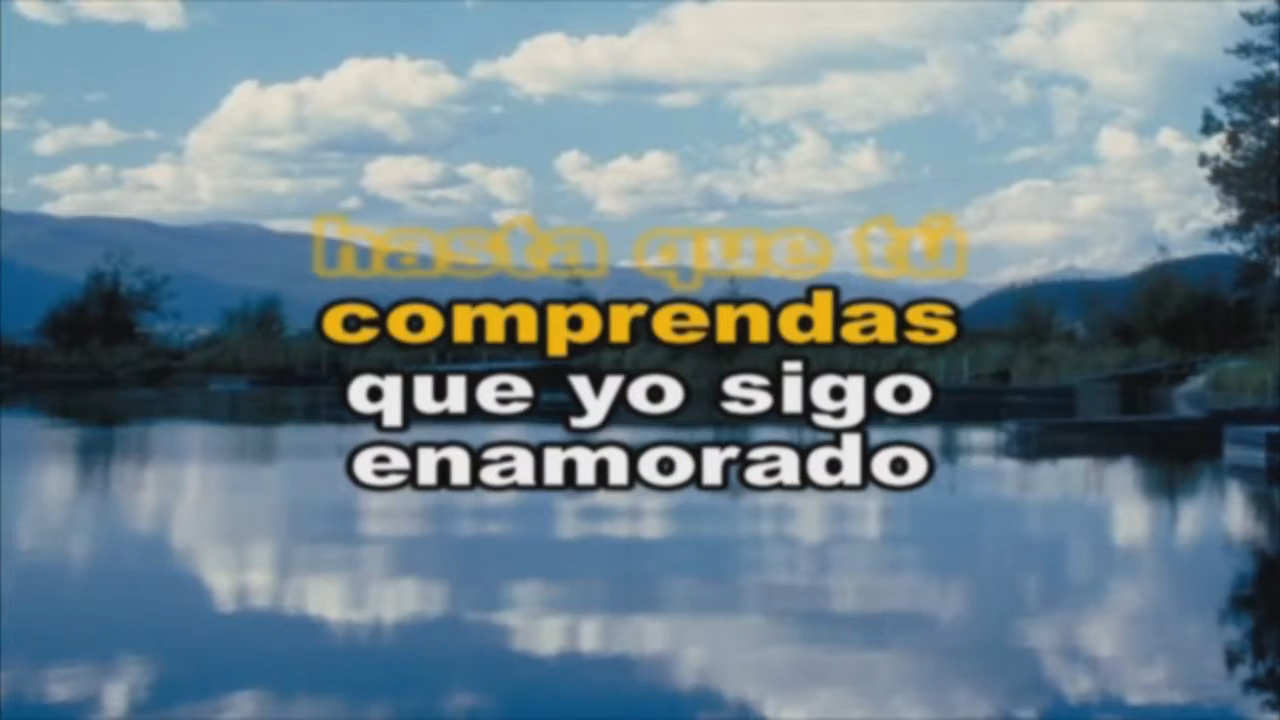 hasta que tú
comprendas
que yo sigo
enamorado